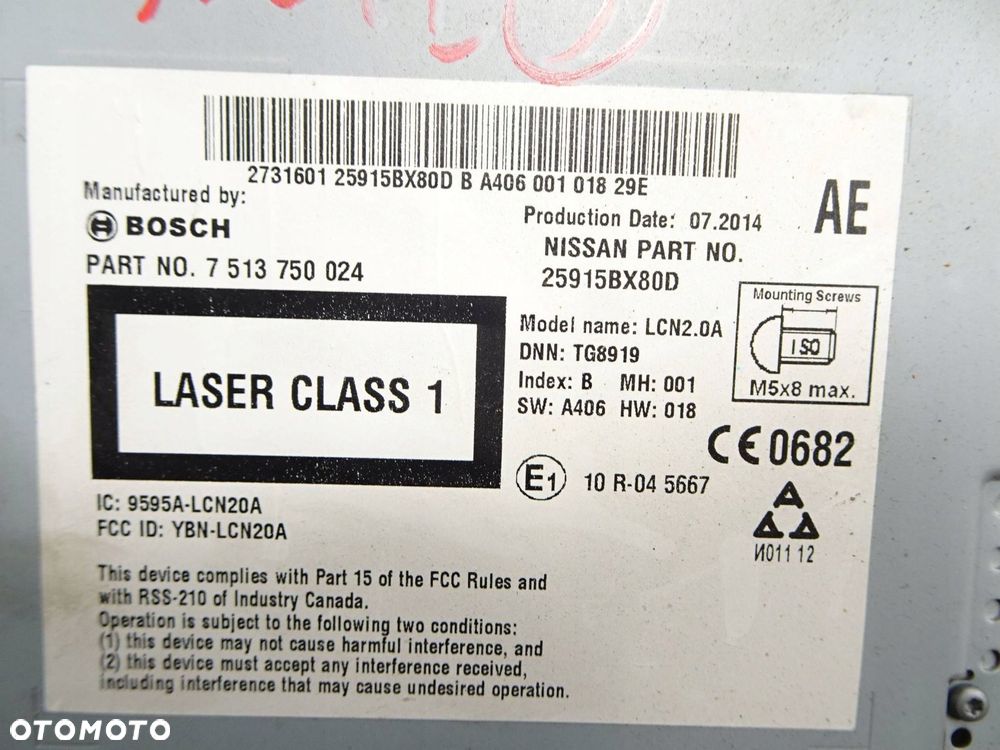 2731601 25915BX80D B A406 001 018 29E
Manufactured by:
BOSCH
PART NO. 7 513 750 024
Production Date: 07.2014
AE
NISSAN PART NO.
25915BX80D
LASER CLASS 1
Model name: LCN2.0A
DNN: TG8919
Index: B MH: 001
SW: A406 HW: 018
Mounting Screws
ISO
M5x8 max.
CE0682
E1 10 R-04 5667
И011 12
IC: 9595A-LCN20A
FCC ID: YBN-LCN20A
This device complies with Part 15 of the FCC Rules and
with RSS-210 of Industry Canada.
Operation is subject to the following two conditions:
(1) this device may not cause harmful interference, and
(2) this device must accept any interference received,
including interference that may cause undesired operation.
OTOMOTO